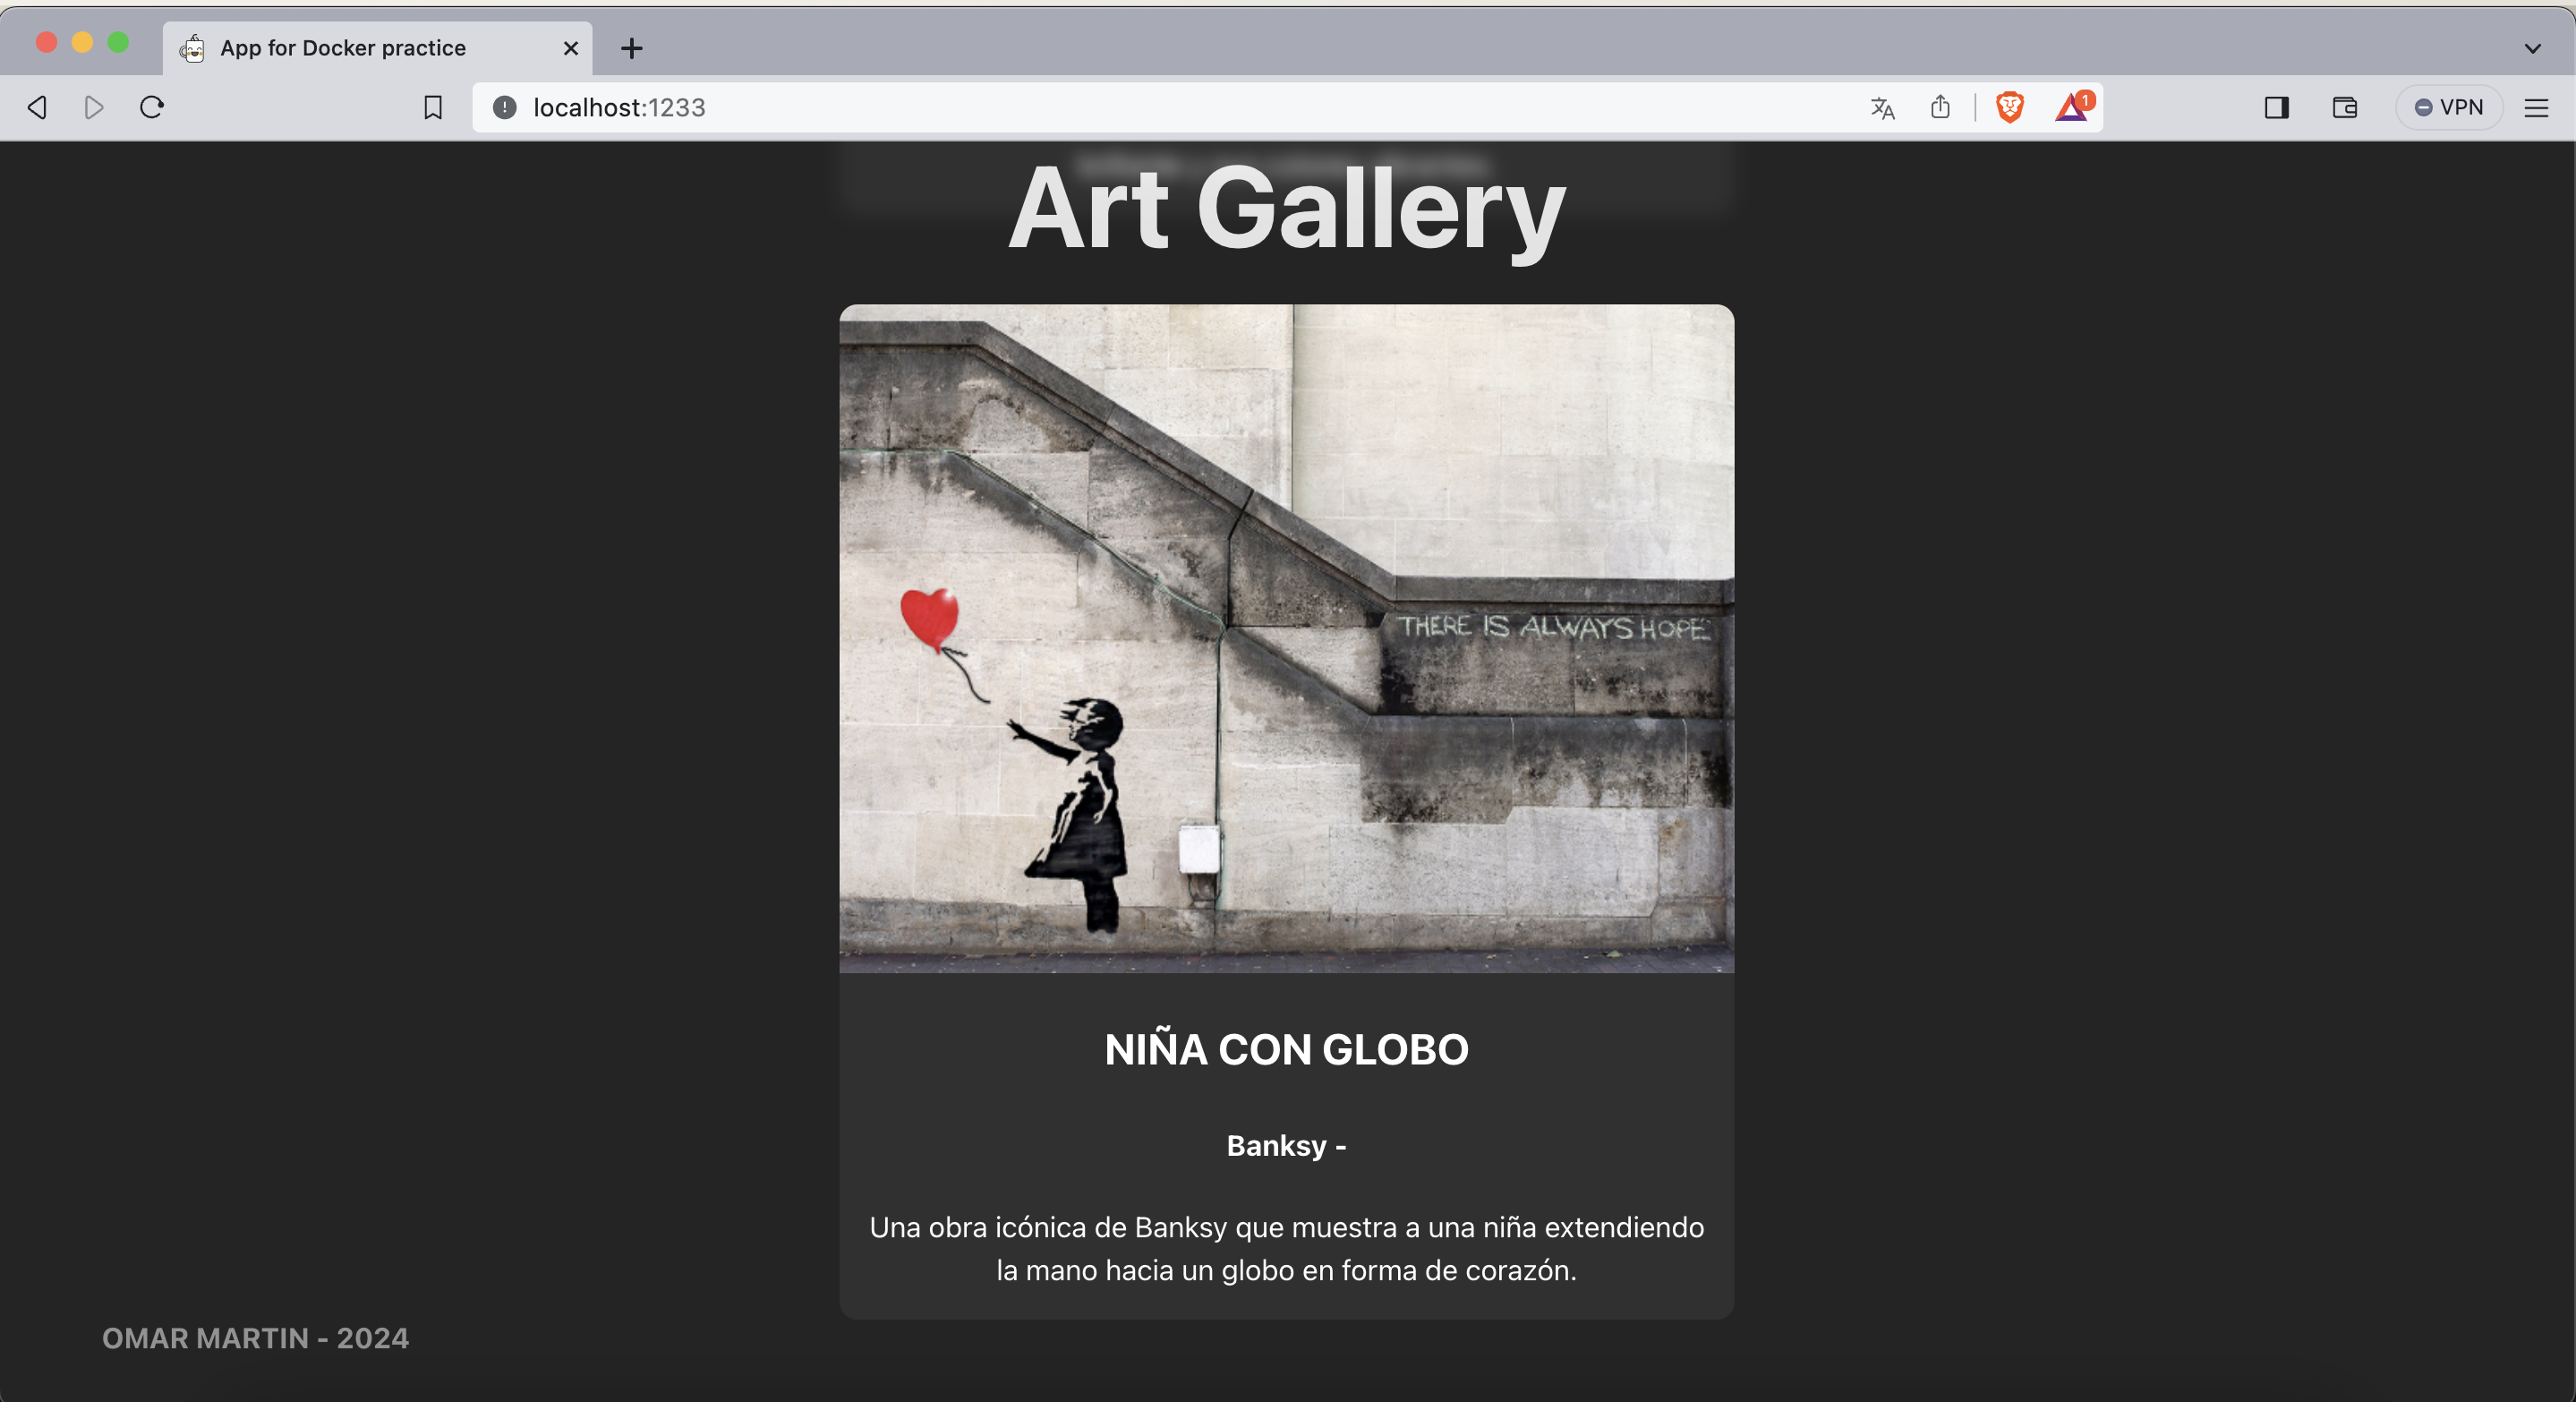 App for Docker practice
localhost:1233
1
VPN
Art Gallery
THERE IS ALWAYS HOPE
NIÑA CON GLOBO
Banksy -
Una obra icónica de Banksy que muestra a una niña extendiendo
la mano hacia un globo en forma de corazón.
OMAR MARTIN - 2024